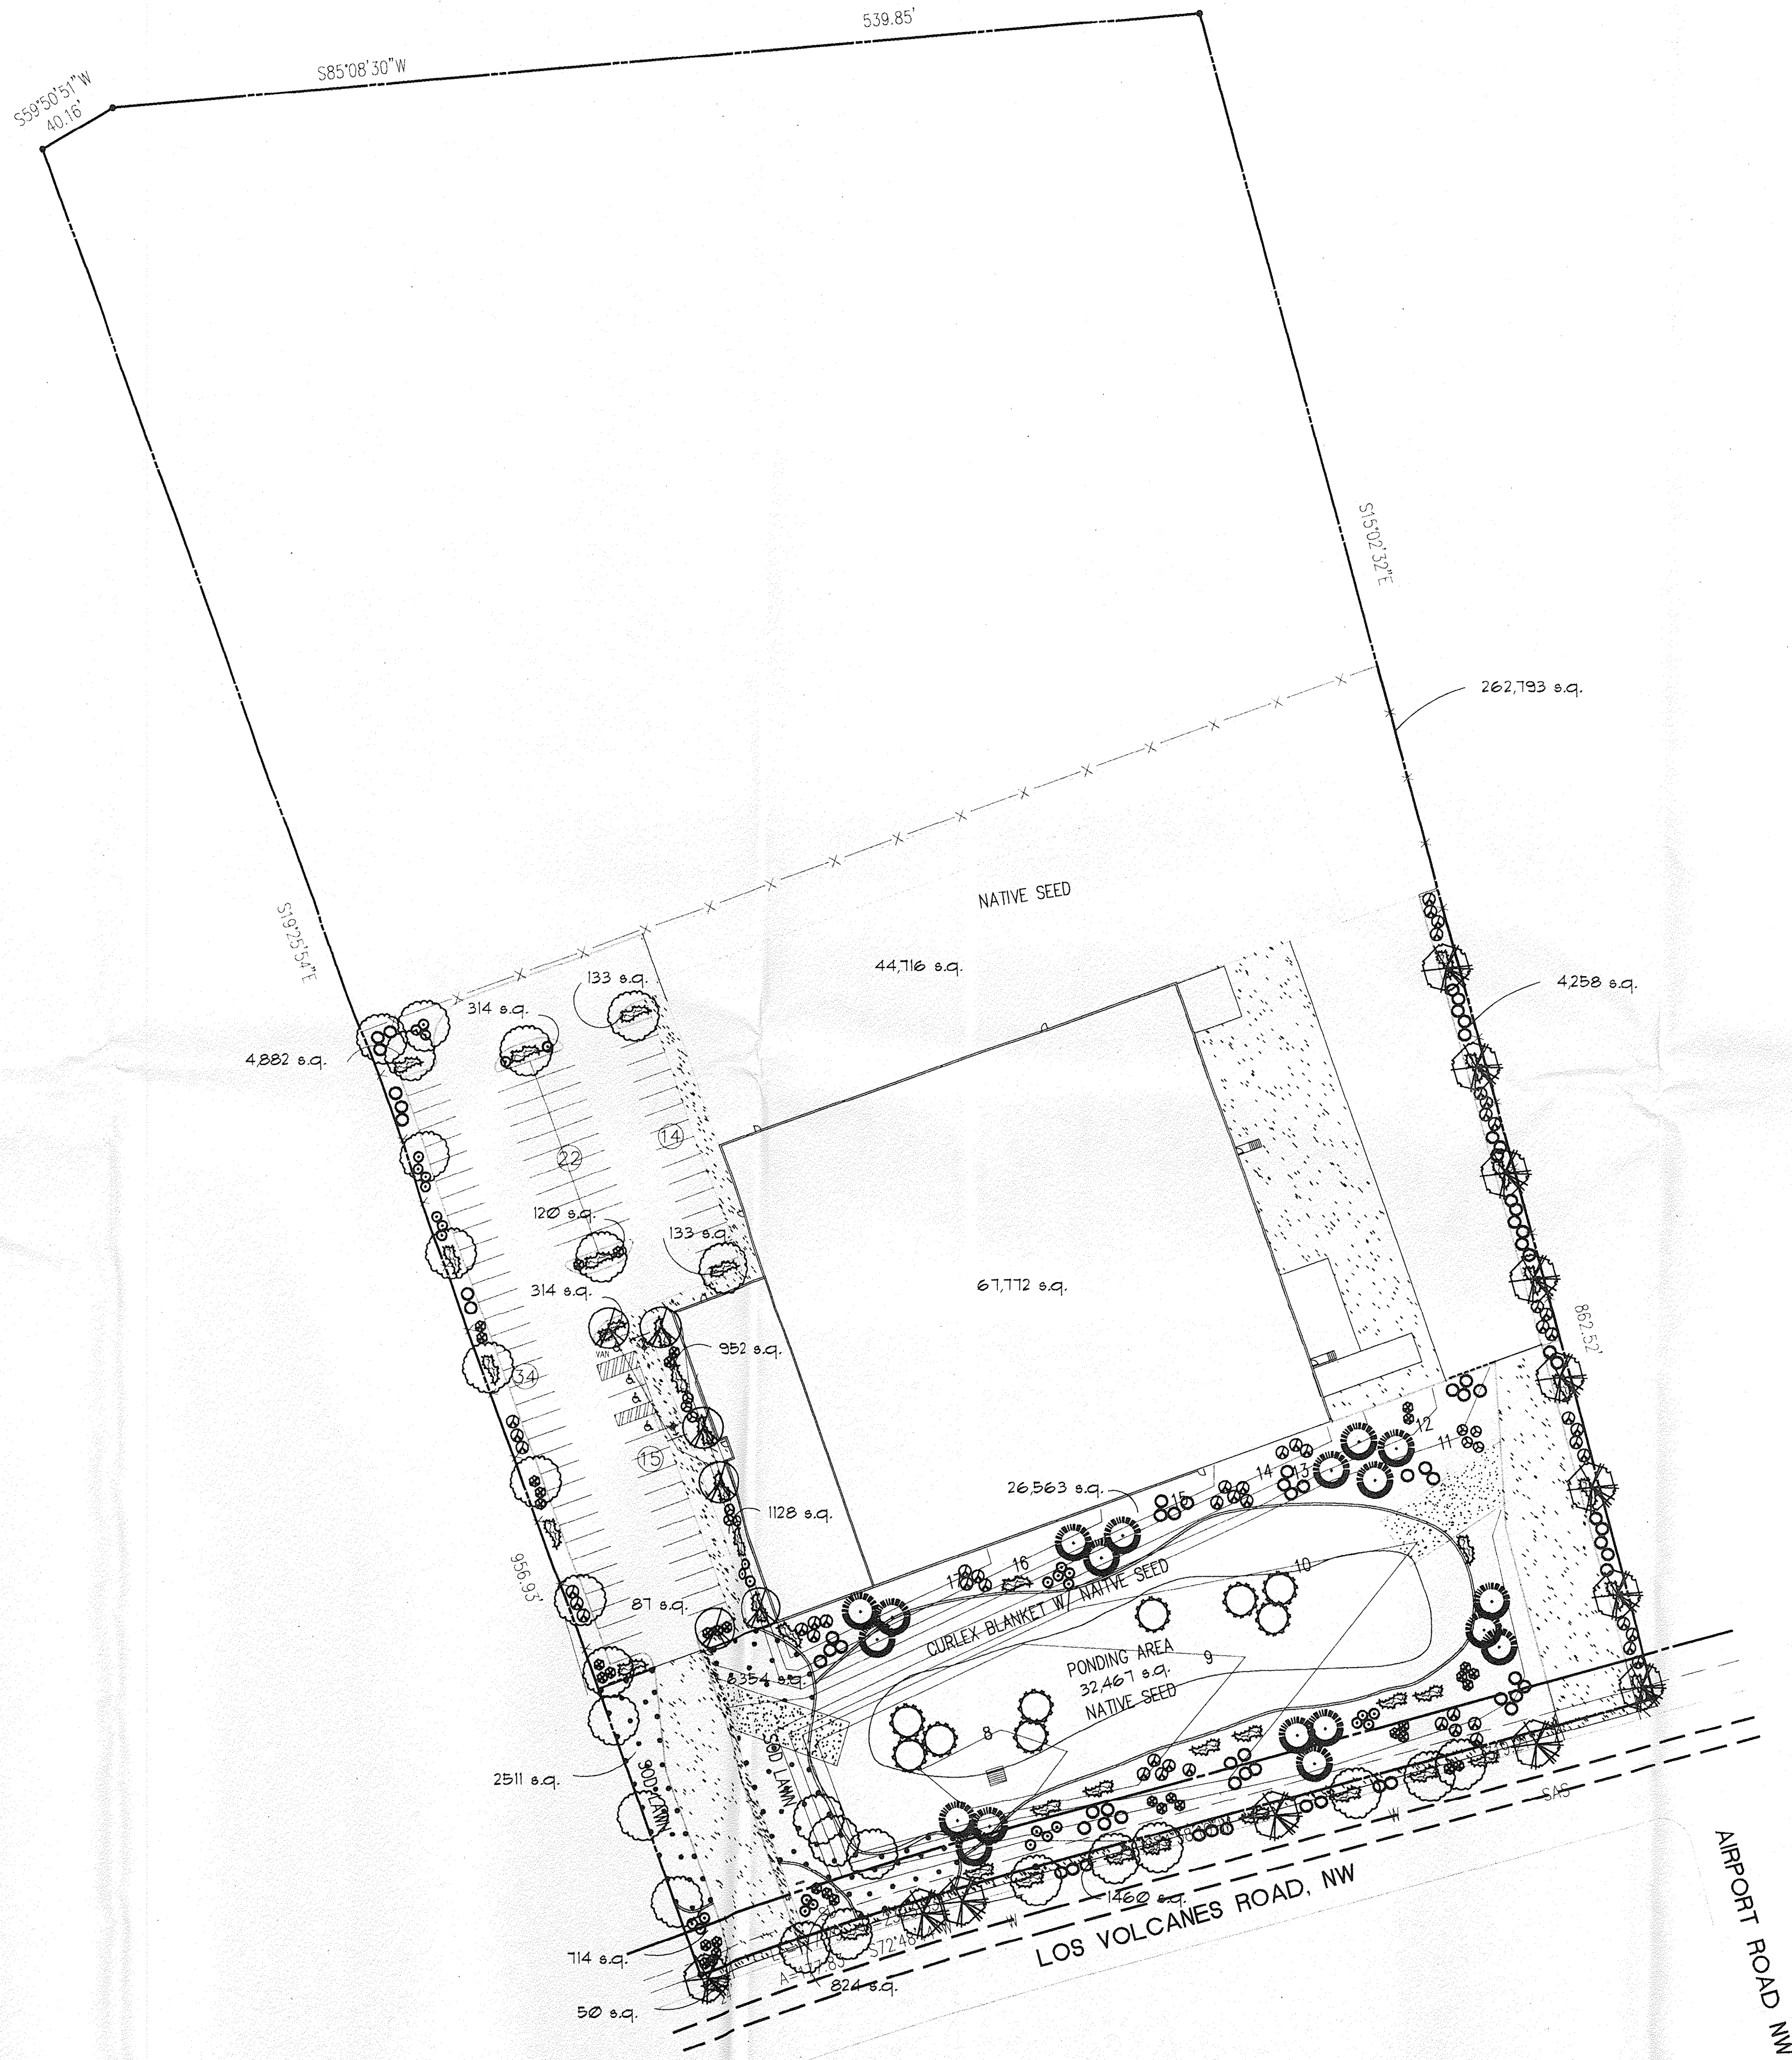 539.85'
S85°08'30"W
S59°50'51"W
40.16'
S15°02'32"E
262,793 s.q.
NATIVE SEED
44,716 s.q.
S19°25'54"E
133 s.q.
314 s.q.
4,258 s.q.
4,882 s.q.
14
22
120 s.q.
133 s.q.
67,772 s.q.
314 s.q.
862.52'
VAN
952 s.q.
34
12
11
15
14
13
26,563 s.q.
15
1128 s.q.
16
17
10
956.93'
87 s.q.
CURLEX BLANKET W/ NAITVE SEED
PONDING AREA
32,467 s.q.
NATIVE SEED
9
8
SOD LAWN
2511 s.q.
SOD LAWN
SAS
W
1460 s.q.
W
LOS VOLCANES ROAD, NW
AIRPORT ROAD NW
714 s.q.
824 s.q.
50 s.q.